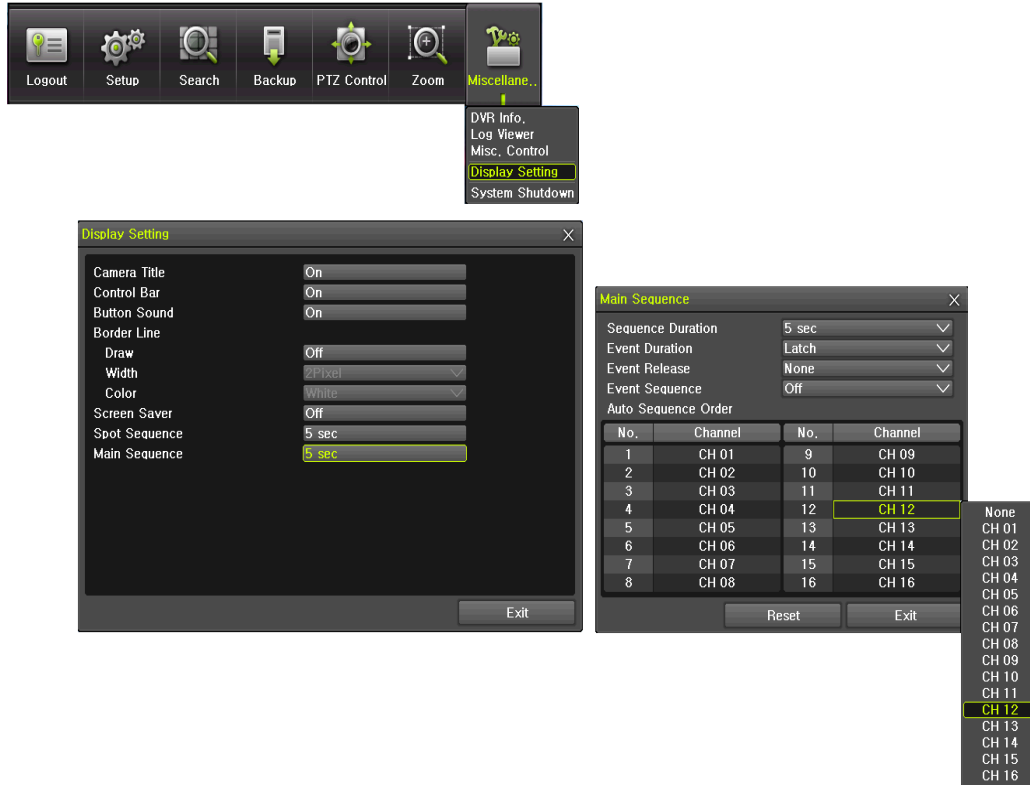 Logout Setup Search Backup PTZ Control Zoom Miscellane..
DVR Info.
Log Viewer
Misc. Control
Display Setting
System Shutdown
Display Setting X
Camera Title On
Control Bar On
Button Sound On
Border Line
Draw Off
Width 2Pixel
Color White
Screen Saver Off
Spot Sequence 5 sec
Main Sequence 5 sec
Exit
Main Sequence X
Sequence Duration 5 sec
Event Duration Latch
Event Release None
Event Sequence Off
Auto Sequence Order
No. Channel No. Channel
1 CH 01 9 CH 09
2 CH 02 10 CH 10
3 CH 03 11 CH 11
4 CH 04 12 CH 12
5 CH 05 13 CH 13
6 CH 06 14 CH 14
7 CH 07 15 CH 15
8 CH 08 16 CH 16
Reset Exit
None
CH 01
CH 02
CH 03
CH 04
CH 05
CH 06
CH 07
CH 08
CH 09
CH 10
CH 11
CH 12
CH 13
CH 14
CH 15
CH 16